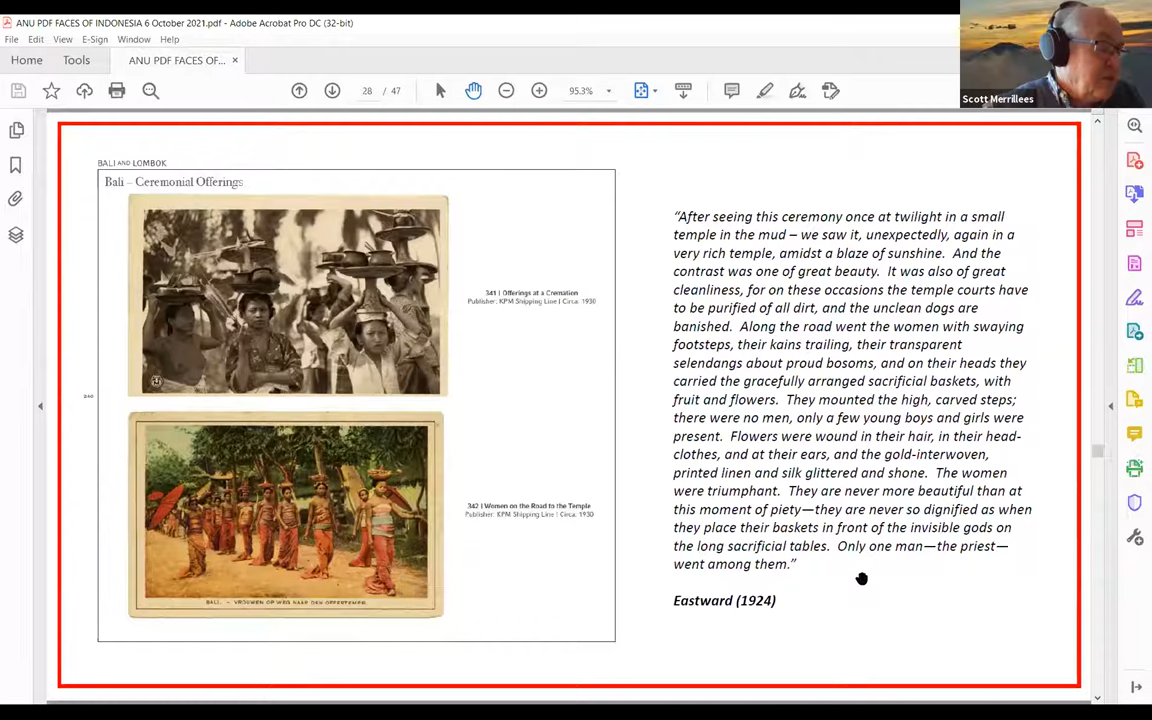 ANU PDF FACES OF INDONESIA 6 October 2021.pdf - Adobe Acrobat Pro DC (32-bit)
File Edit View E-Sign Window Help
Home Tools ANU PDF FACES OF... ×
28 / 47 95.3%
Scott Merrillees
BALI AND LOMBOK
Bali – Ceremonial Offerings
341 | Offerings at a Cremation
Publisher: KPM Shipping Line | Circa: 1930
240
342 | Women on the Road to the Temple
Publisher: KPM Shipping Line | Circa: 1930
BALI. – VROUWEN OP WEG NAAR DEN OFFERTEMPEL
“After seeing this ceremony once at twilight in a small
temple in the mud – we saw it, unexpectedly, again in a
very rich temple, amidst a blaze of sunshine. And the
contrast was one of great beauty. It was also of great
cleanliness, for on these occasions the temple courts have
to be purified of all dirt, and the unclean dogs are
banished. Along the road went the women with swaying
footsteps, their kains trailing, their transparent
selendangs about proud bosoms, and on their heads they
carried the gracefully arranged sacrificial baskets, with
fruit and flowers. They mounted the high, carved steps;
there were no men, only a few young boys and girls were
present. Flowers were wound in their hair, in their head-
clothes, and at their ears, and the gold-interwoven,
printed linen and silk glittered and shone. The women
were triumphant. They are never more beautiful than at
this moment of piety—they are never so dignified as when
they place their baskets in front of the invisible gods on
the long sacrificial tables. Only one man—the priest—
went among them.”
Eastward (1924)